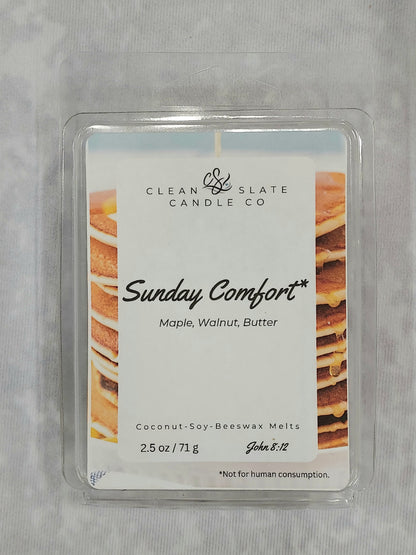 CLEAN SLATE
CANDLE CO
Sunday Comfort*
Maple, Walnut, Butter
Coconut-Soy-Beeswax Melts
2.5 oz / 71 g John 8:12
*Not for human consumption.